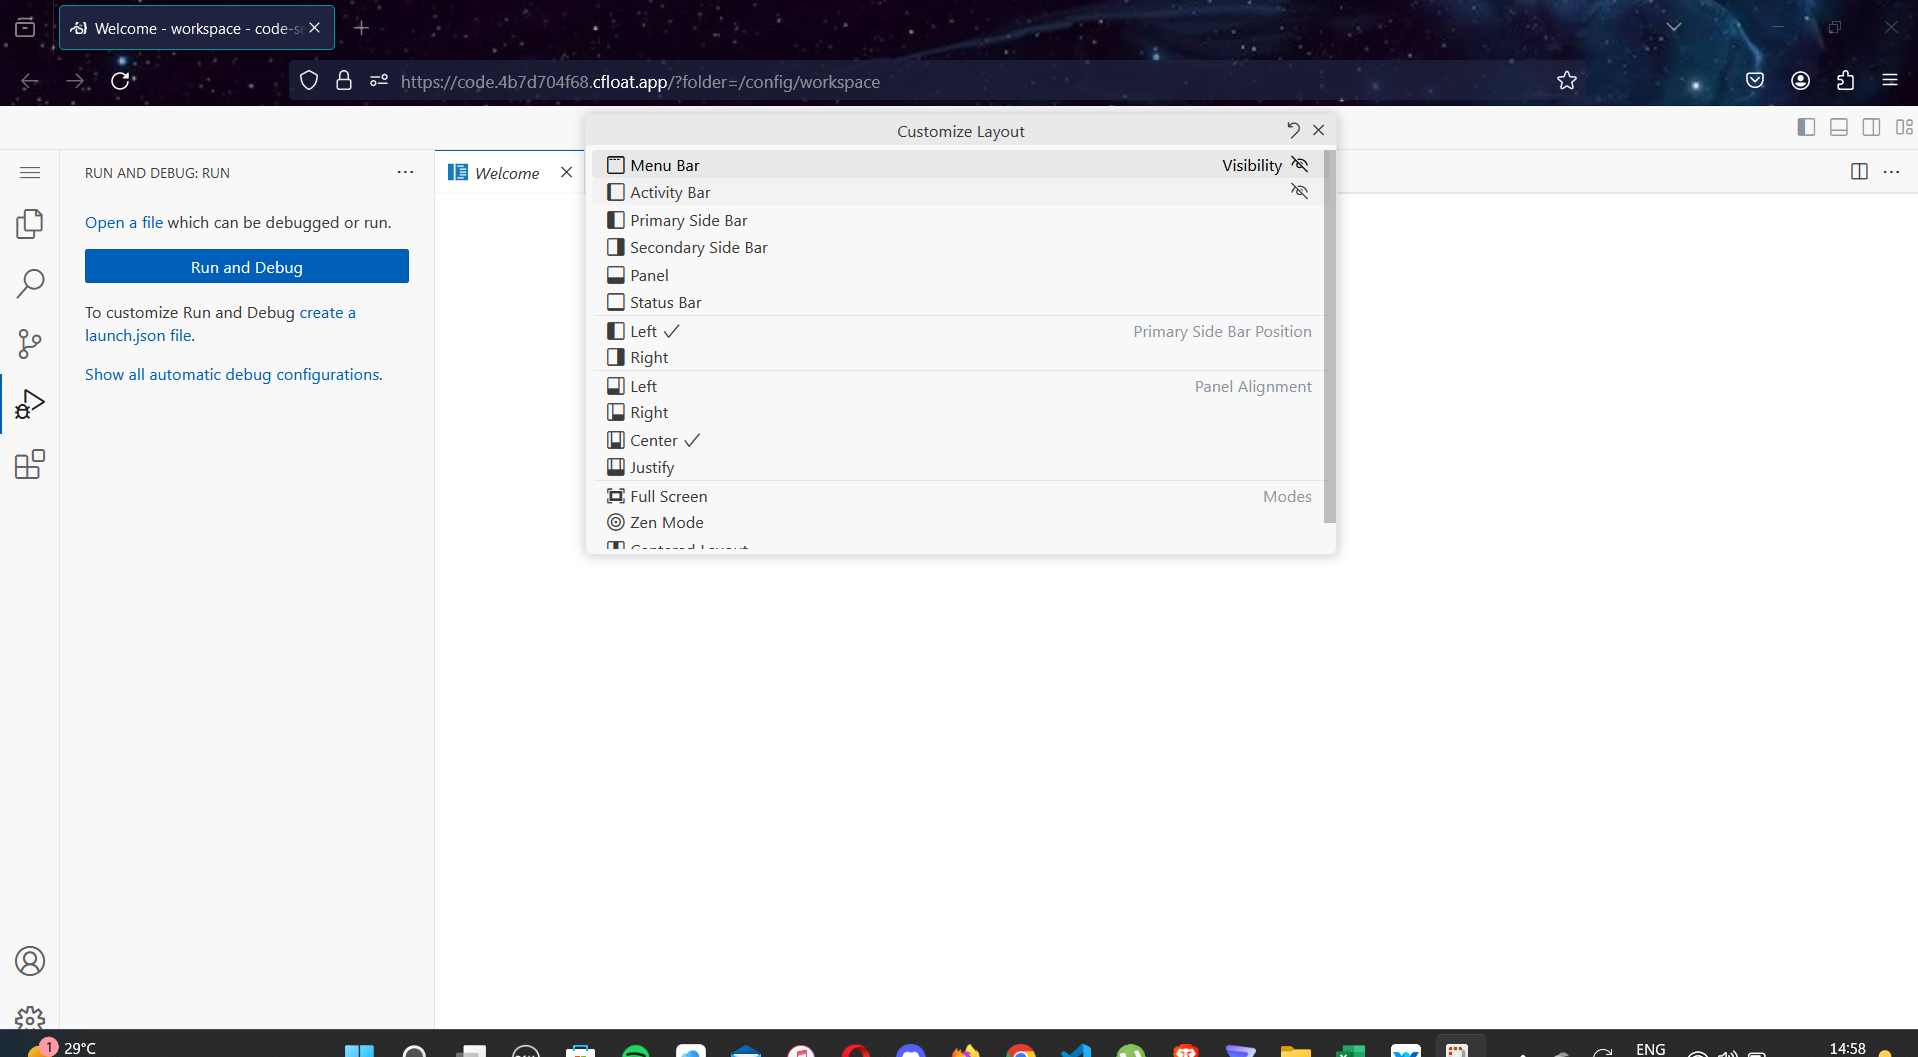 Welcome - workspace - code-se
https://code.4b7d704f68.cfloat.app/?folder=/config/workspace
Customize Layout
RUN AND DEBUG: RUN
Welcome
Menu Bar Visibility
Activity Bar
Primary Side Bar
Secondary Side Bar
Panel
Status Bar
Left Primary Side Bar Position
Right
Left Panel Alignment
Right
Center
Justify
Full Screen Modes
Zen Mode
Centered Layout
Open a file which can be debugged or run.
Run and Debug
To customize Run and Debug create a
launch.json file.
Show all automatic debug configurations.
1
29°C
ENG
14:58